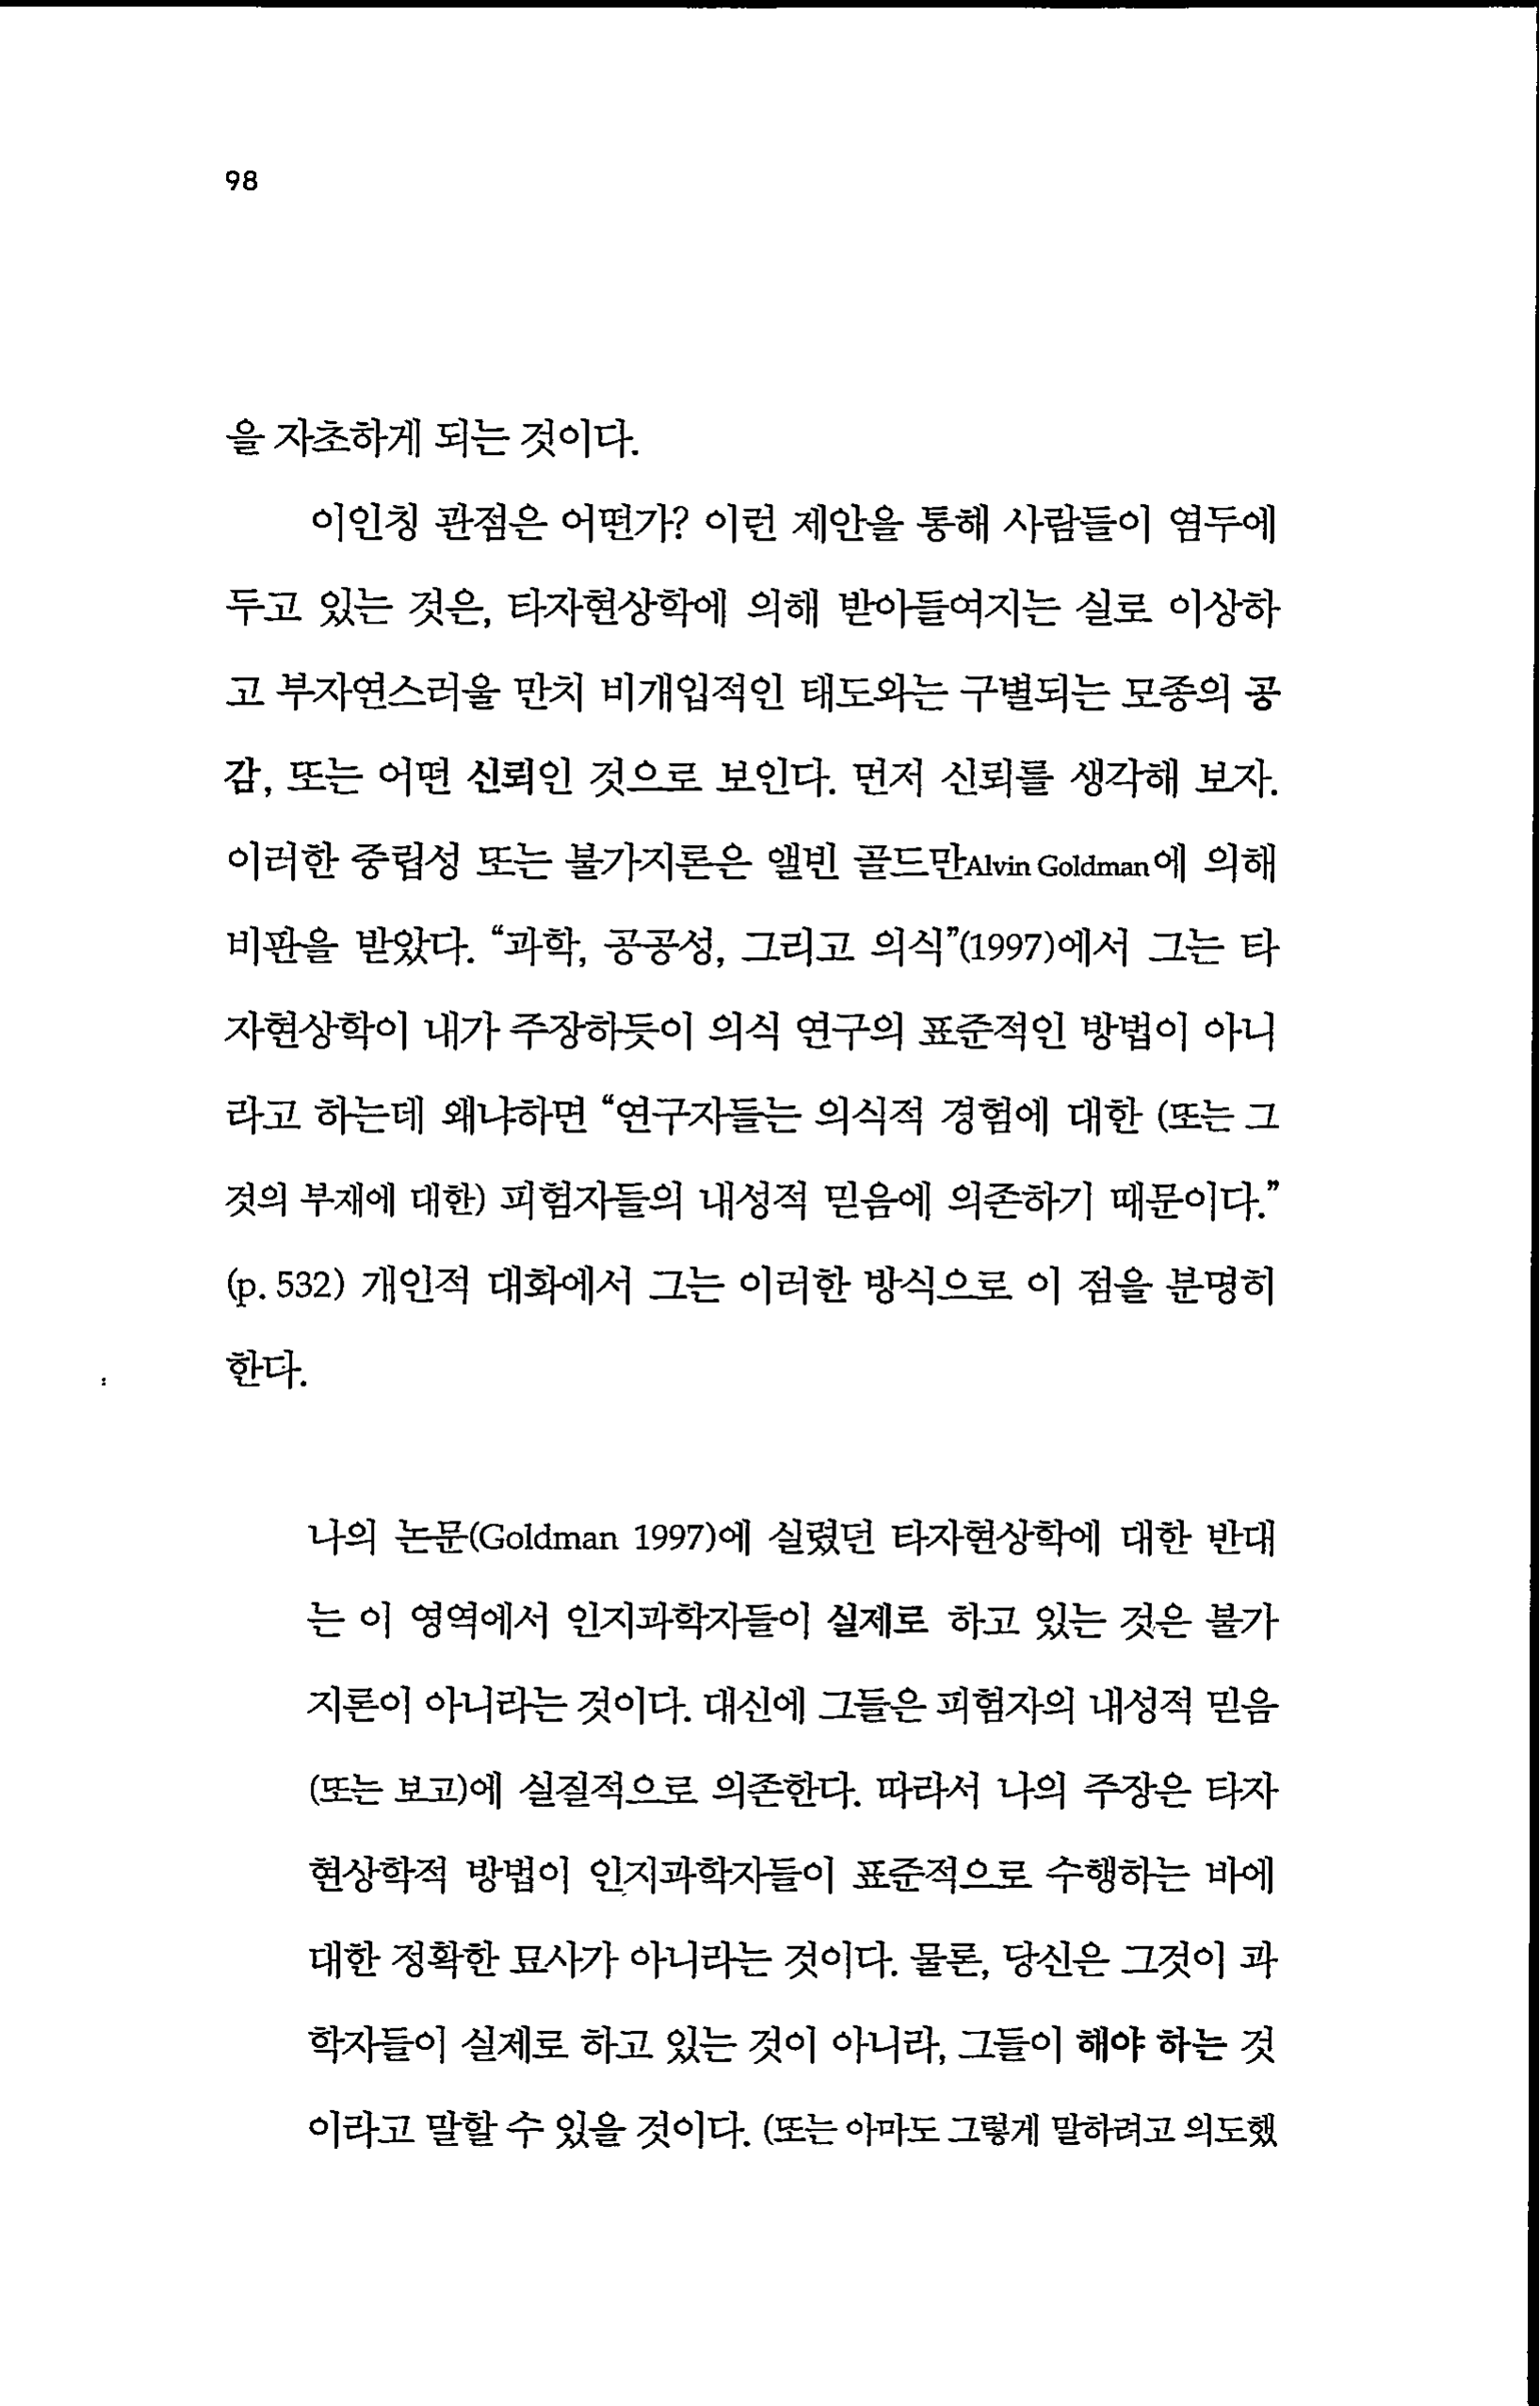 98
을 자초하게 되는 것이다.
이인칭 관점은 어떤가? 이런 제안을 통해 사람들이 염두에
두고 있는 것은, 타자현상학에 의해 받아들여지는 실로 이상하
고 부자연스러울 만치 비개입적인 태도와는 구별되는 모종의 공
감, 또는 어떤 신뢰인 것으로 보인다. 먼저 신뢰를 생각해 보자.
이러한 중립성 또는 불가지론은 앨빈 골드만Alvin Goldman에 의해
비판을 받았다. “과학, 공공성, 그리고 의식”(1997)에서 그는 타
자현상학이 내가 주장하듯이 의식 연구의 표준적인 방법이 아니
라고 하는데 왜냐하면 “연구자들는 의식적 경험에 대한 (또는 그
것의 부재에 대한) 피험자들의 내성적 믿음에 의존하기 때문이다.”
(p. 532) 개인적 대화에서 그는 이러한 방식으로 이 점을 분명히
한다.
나의 논문(Goldman 1997)에 실렸던 타자현상학에 대한 반대
는 이 영역에서 인지과학자들이 실제로 하고 있는 것은 불가
지론이 아니라는 것이다. 대신에 그들은 피험자의 내성적 믿음
(또는 보고)에 실질적으로 의존한다. 따라서 나의 주장은 타자
현상학적 방법이 인지과학자들이 표준적으로 수행하는 바에
대한 정확한 묘사가 아니라는 것이다. 물론, 당신은 그것이 과
학자들이 실제로 하고 있는 것이 아니라, 그들이 해야 하는 것
이라고 말할 수 있을 것이다. (또는 아마도 그렇게 말하려고 의도했